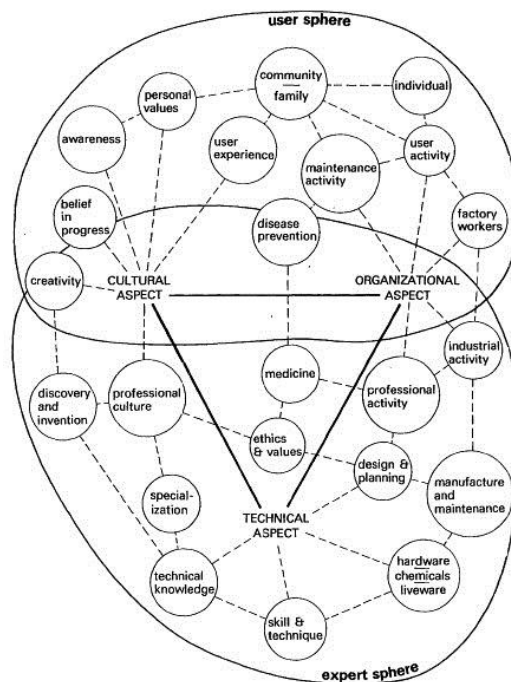 user sphere
community
family
individual
personal
values
awareness
user
experience
maintenance
activity
user
activity
belief
in
progress
disease
prevention
factory
workers
creativity
CULTURAL
ASPECT
ORGANIZATIONAL
ASPECT
industrial
activity
medicine
discovery
and
invention
professional
culture
professional
activity
ethics
& values
design &
planning
manufacture
and
maintenance
special-
ization
TECHNICAL
ASPECT
technical
knowledge
hardware
chemicals
liveware
skill &
technique
expert sphere